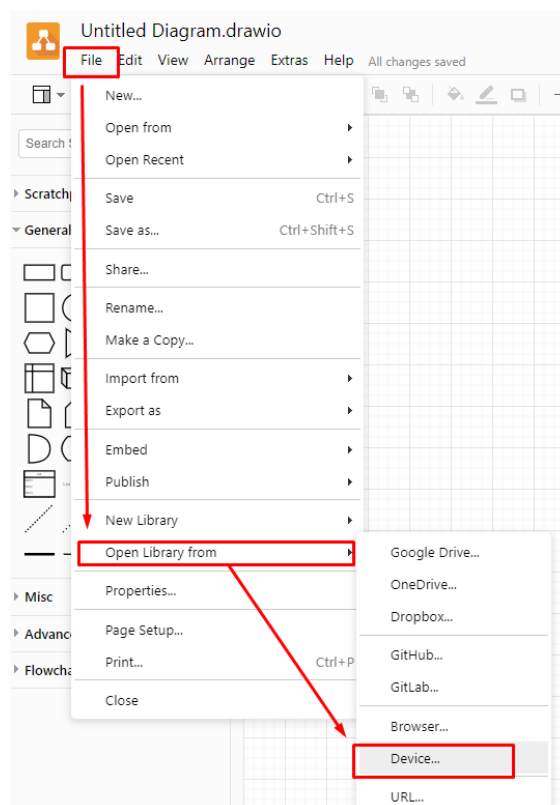 Untitled Diagram.drawio
File Edit View Arrange Extras Help All changes saved
New...
Open from
Search
Open Recent
Scratch
Save Ctrl+S
General
Save as... Ctrl+Shift+S
Share...
Rename...
Make a Copy...
Import from
Export as
Embed
Publish
New Library
Open Library from
Google Drive...
OneDrive...
Properties...
Misc
Dropbox...
Page Setup...
Advanc
GitHub...
Print... Ctrl+P
Flowcha
GitLab...
Close
Browser...
Device...
URL...